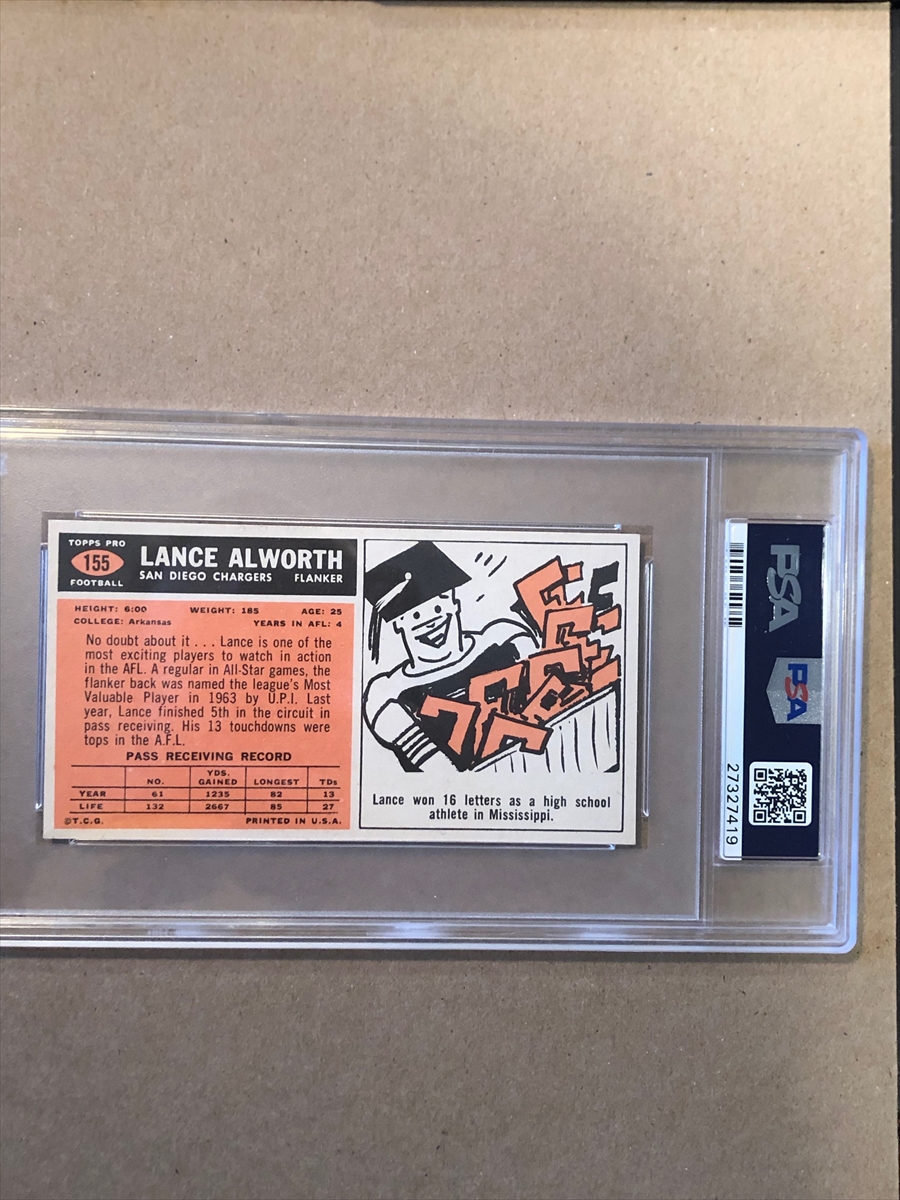 TOPPS PRO
155
FOOTBALL
LANCE ALWORTH
SAN DIEGO CHARGERS FLANKER
HEIGHT: 6:00 WEIGHT: 185 AGE: 25
COLLEGE: Arkansas YEARS IN AFL: 4
No doubt about it . . . Lance is one of the
most exciting players to watch in action
in the AFL. A regular in All-Star games, the
flanker back was named the league's Most
Valuable Player in 1963 by U.P.I. Last
year, Lance finished 5th in the circuit in
pass receiving. His 13 touchdowns were
tops in the A.F.L.
PASS RECEIVING RECORD
NO. YDS. GAINED LONGEST TDs
YEAR 61 1235 82 13
LIFE 132 2667 85 27
©T.C.G. PRINTED IN U.S.A.
Lance won 16 letters as a high school
athlete in Mississippi.
PSA
PSA
27327419